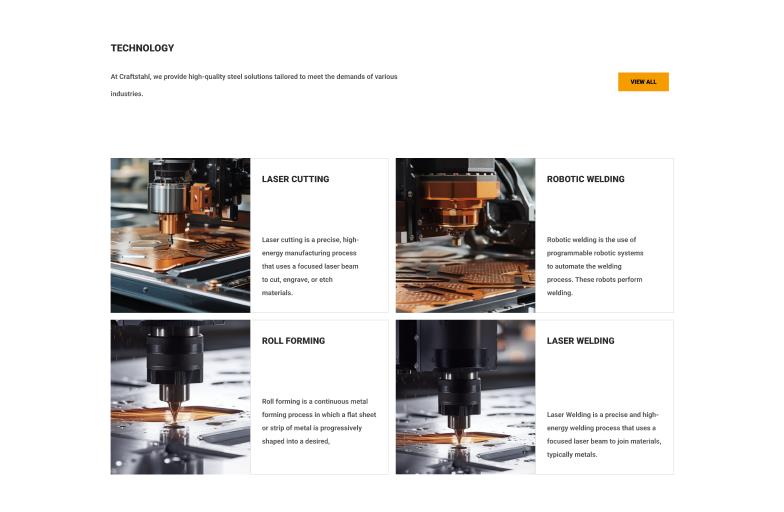 TECHNOLOGY
At Craftstahl, we provide high-quality steel solutions tailored to meet the demands of various
industries.
VIEW ALL
LASER CUTTING
Laser cutting is a precise, high-
energy manufacturing process
that uses a focused laser beam
to cut, engrave, or etch
materials.
ROBOTIC WELDING
Robotic welding is the use of
programmable robotic systems
to automate the welding
process. These robots perform
welding.
ROLL FORMING
Roll forming is a continuous metal
forming process in which a flat sheet
or strip of metal is progressively
shaped into a desired,
LASER WELDING
Laser Welding is a precise and high-
energy welding process that uses a
focused laser beam to join materials,
typically metals.